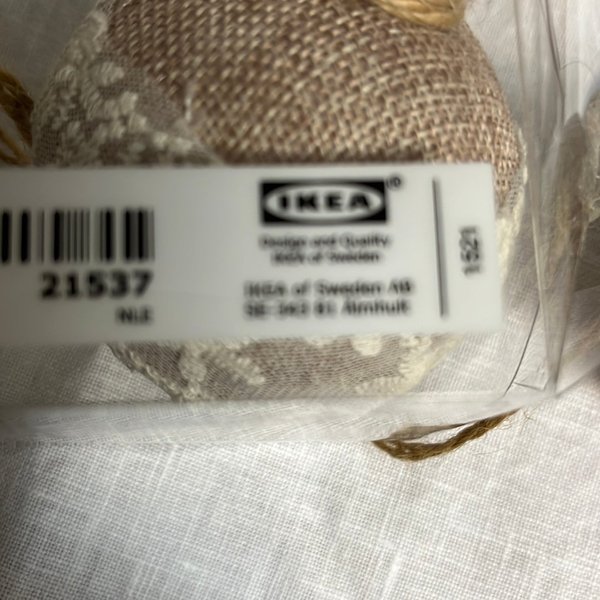 IKEA®
Design and Quality
IKEA of Sweden
21537
IKEA of Sweden AB
SE-343 81 Älmhult
1521